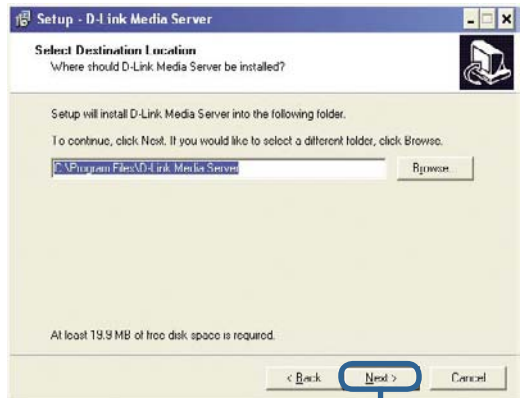 Setup - D-Link Media Server
Select Destination Location
Where should D-Link Media Server be installed?
Setup will install D-Link Media Server into the following folder.
To continue, click Next. If you would like to select a different folder, click Browse.
C:\Program Files\D-Link Media Server
Browse...
At least 19.9 MB of free disk space is required.
< Back
Next >
Cancel